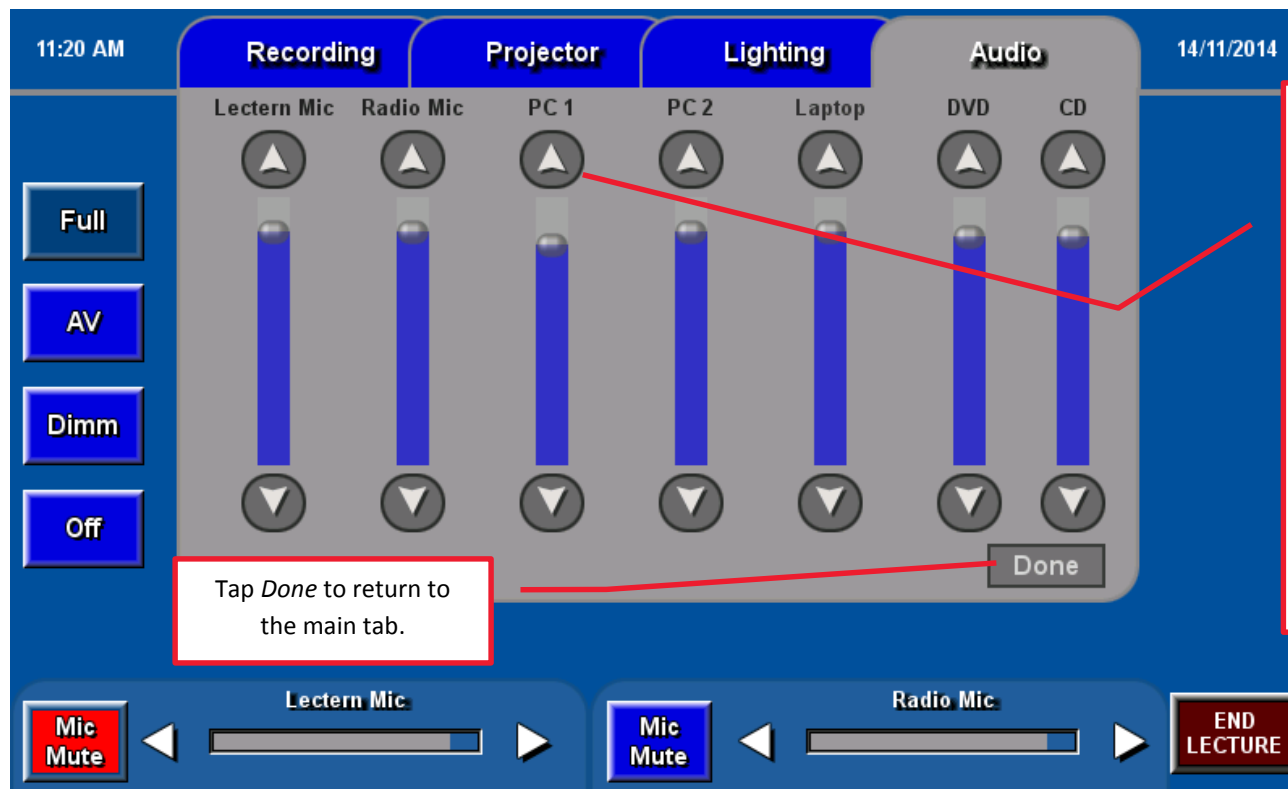 11:20 AM
Recording
Projector
Lighting
Audio
14/11/2014
Lectern Mic
Radio Mic
PC 1
PC 2
Laptop
DVD
CD
Full
AV
Dimm
Off
Done
Tap Done to return to
the main tab.
Mic
Mute
Lectern Mic
Mic
Mute
Radio Mic
END
LECTURE